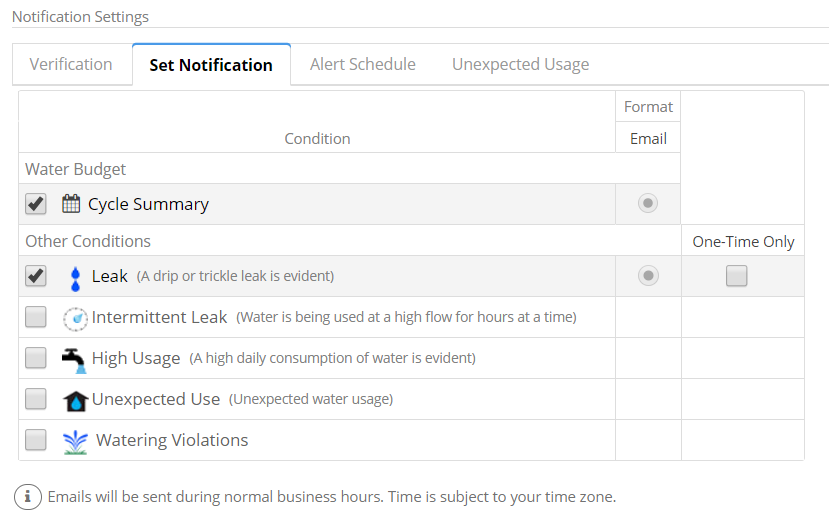 Notification Settings
Verification Set Notification Alert Schedule Unexpected Usage
Format
Condition Email
Water Budget
Cycle Summary
Other Conditions One-Time Only
Leak (A drip or trickle leak is evident)
Intermittent Leak (Water is being used at a high flow for hours at a time)
High Usage (A high daily consumption of water is evident)
Unexpected Use (Unexpected water usage)
Watering Violations
i Emails will be sent during normal business hours. Time is subject to your time zone.